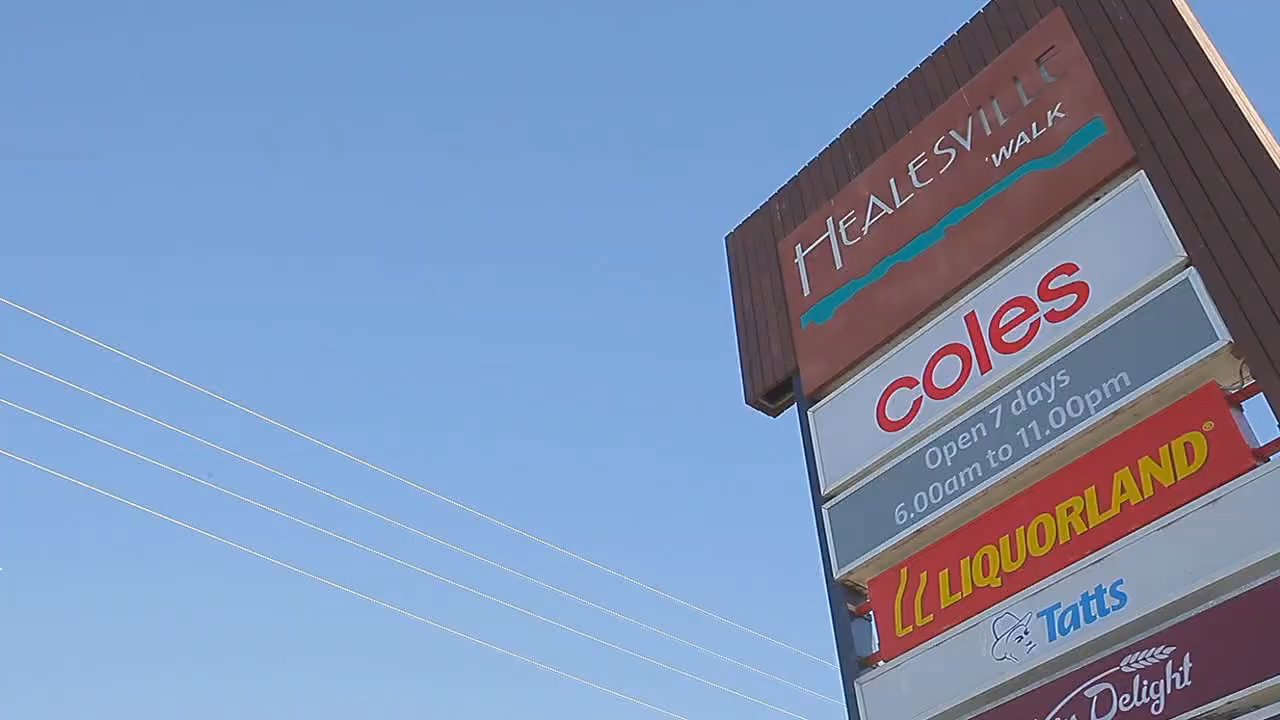 HEALESVILLE
WALK
coles
Open 7 days
6.00am to 11.00pm
LIQUORLAND®
Tatts
Delight